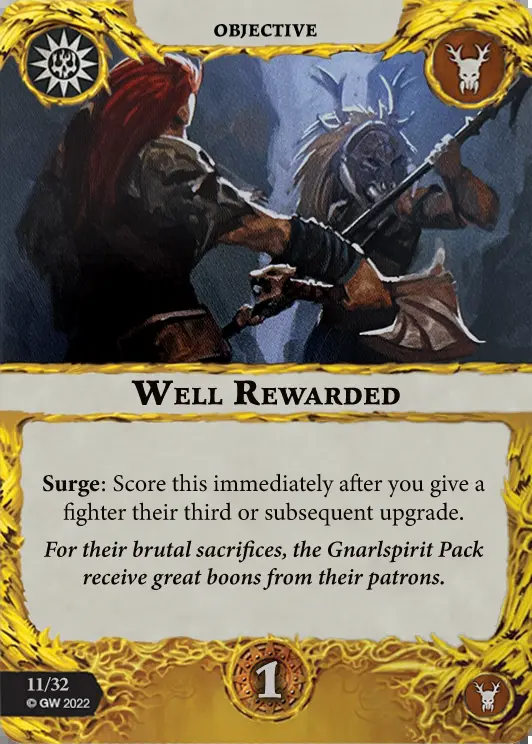 OBJECTIVE
WELL REWARDED
Surge: Score this immediately after you give a
fighter their third or subsequent upgrade.
For their brutal sacrifices, the Gnarlspirit Pack
receive great boons from their patrons.
1
11/32
© GW 2022